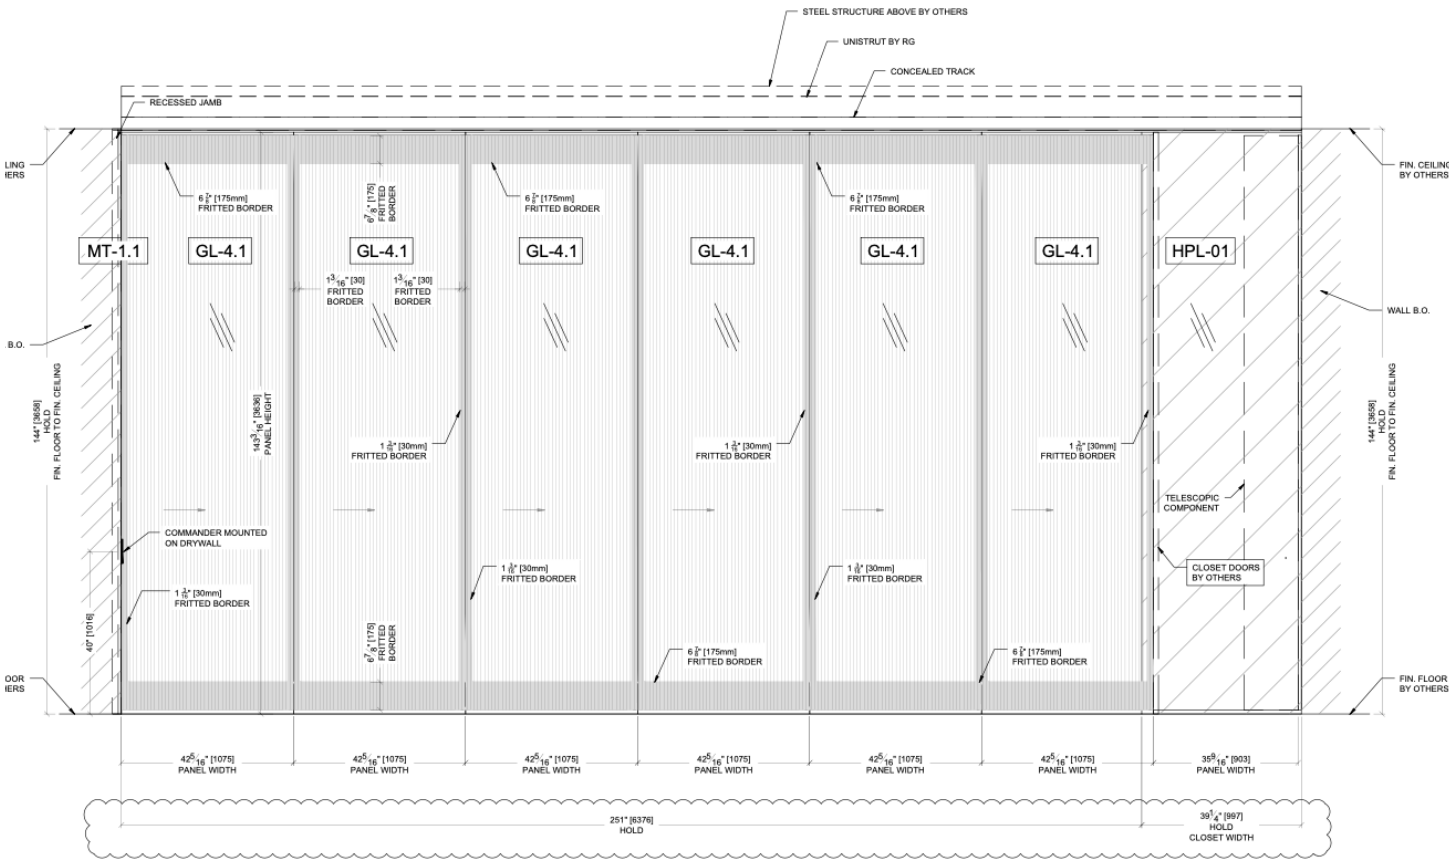 STEEL STRUCTURE ABOVE BY OTHERS
UNISTRUT BY RG
CONCEALED TRACK
RECESSED JAMB
FIN. CEILING
BY OTHERS
6 7/8" [175mm]
FRITTED BORDER
6 7/8" [175]
FRITTED
BORDER
6 7/8" [175mm]
FRITTED BORDER
6 7/8" [175mm]
FRITTED BORDER
MT-1.1
GL-4.1
GL-4.1
GL-4.1
GL-4.1
GL-4.1
GL-4.1
HPL-01
1 3/16" [30]
FRITTED
BORDER
1 3/16" [30]
FRITTED
BORDER
WALL B.O.
B.O.
144" [3658]
HOLD
FIN. FLOOR TO FIN. CEILING
143 3/16" [3636]
PANEL HEIGHT
144" [3658]
HOLD
FIN. FLOOR TO FIN. CEILING
1 3/16" [30mm]
FRITTED BORDER
1 3/16" [30mm]
FRITTED BORDER
1 3/16" [30mm]
FRITTED BORDER
TELESCOPIC
COMPONENT
COMMANDER MOUNTED
ON DRYWALL
1 3/16" [30mm]
FRITTED BORDER
1 3/16" [30mm]
FRITTED BORDER
1 3/16" [30mm]
FRITTED BORDER
CLOSET DOORS
BY OTHERS
40" [1016]
6 7/8" [175]
FRITTED
BORDER
6 7/8" [175mm]
FRITTED BORDER
6 7/8" [175mm]
FRITTED BORDER
FIN. FLOOR
BY OTHERS
42 5/16" [1075]
PANEL WIDTH
42 5/16" [1075]
PANEL WIDTH
42 5/16" [1075]
PANEL WIDTH
42 5/16" [1075]
PANEL WIDTH
42 5/16" [1075]
PANEL WIDTH
42 5/16" [1075]
PANEL WIDTH
35 9/16" [903]
PANEL WIDTH
251" [6376]
HOLD
39 1/4" [997]
HOLD
CLOSET WIDTH